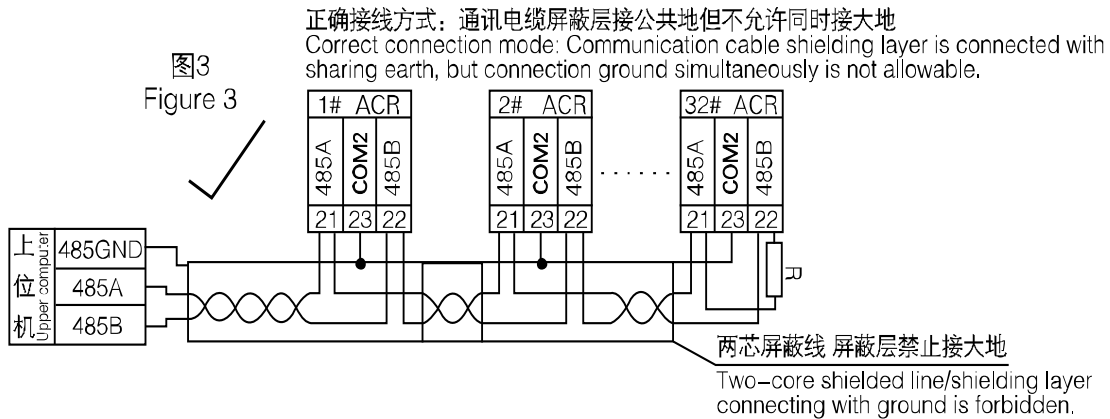 正确接线方式：通讯电缆屏蔽层接公共地但不允许同时接大地
Correct connection mode: Communication cable shielding layer is connected with
sharing earth, but connection ground simultaneously is not allowable.
图3
Figure 3
1# ACR
485A COM2 485B
21 23 22
2# ACR
485A COM2 485B
21 23 22
32# ACR
485A COM2 485B
21 23 22
R
上位机
Upper computer
485GND
485A
485B
两芯屏蔽线 屏蔽层禁止接大地
Two-core shielded line/shielding layer
connecting with ground is forbidden.